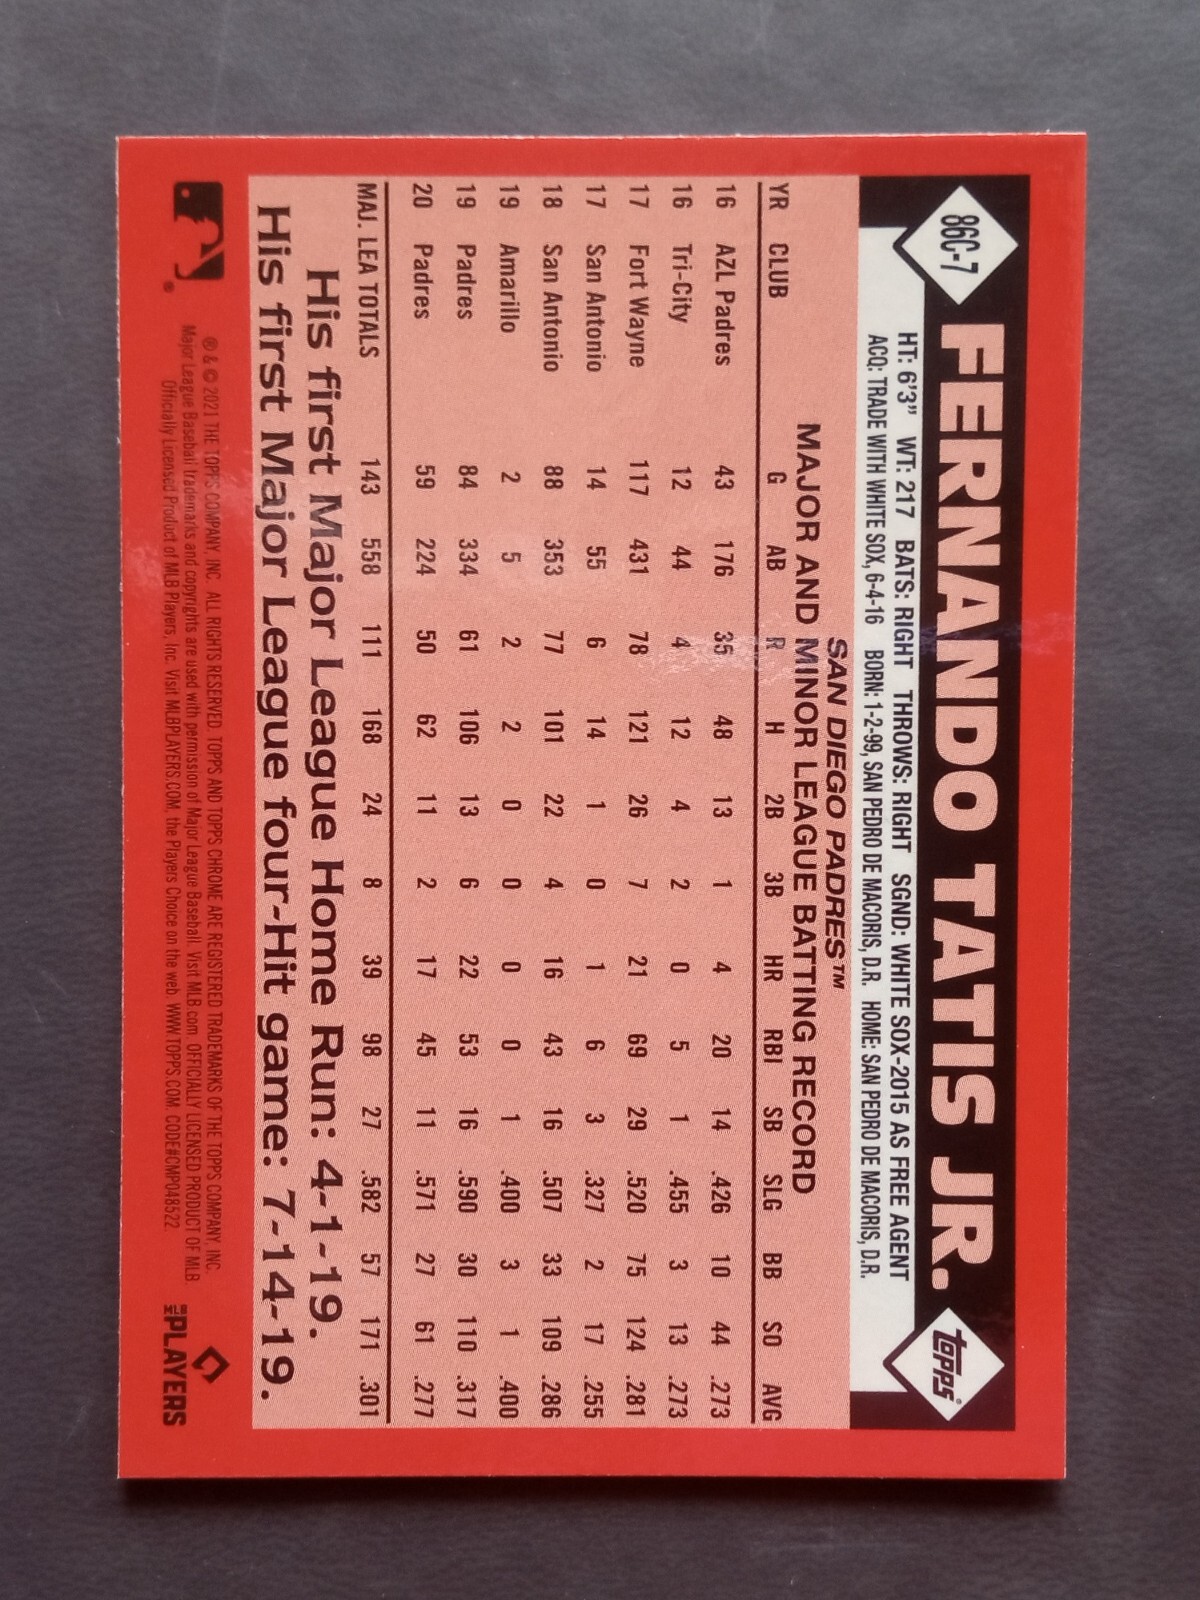 86C-7
FERNANDO TATIS JR.
topps®
HT: 6'3" WT: 217 BATS: RIGHT THROWS: RIGHT SGND: WHITE SOX-2015 AS FREE AGENT
ACQ: TRADE WITH WHITE SOX, 6-4-16 BORN: 1-2-99, SAN PEDRO DE MACORIS, D.R. HOME: SAN PEDRO DE MACORIS, D.R.
SAN DIEGO PADRES™
MAJOR AND MINOR LEAGUE BATTING RECORD
YR CLUB G AB R H 2B 3B HR RBI SB SLG BB SO AVG
16 AZL Padres 43 176 35 48 13 1 4 20 14 .426 10 44 .273
16 Tri-City 12 44 4 12 4 2 0 5 1 .455 3 13 .273
17 Fort Wayne 117 431 78 121 26 7 21 69 29 .520 75 124 .281
17 San Antonio 14 55 6 14 1 0 1 6 3 .327 2 17 .255
18 San Antonio 88 353 77 101 22 4 16 43 16 .507 33 109 .286
19 Amarillo 2 5 2 2 0 0 0 0 1 .400 3 1 .400
19 Padres 84 334 61 106 13 6 22 53 16 .590 30 110 .317
20 Padres 59 224 50 62 11 2 17 45 11 .571 27 61 .277
MAJ. LEA TOTALS 143 558 111 168 24 8 39 98 27 .582 57 171 .301
His first Major League Home Run: 4-1-19.
His first Major League four-Hit game: 7-14-19.
® & © 2021 THE TOPPS COMPANY, INC. ALL RIGHTS RESERVED. TOPPS AND TOPPS CHROME ARE REGISTERED TRADEMARKS OF THE TOPPS COMPANY, INC.
Major League Baseball trademarks and copyrights are used with permission of Major League Baseball. Visit MLB.com. OFFICIALLY LICENSED PRODUCT OF MLB
Officially Licensed Product of MLB Players, Inc. Visit MLBPLAYERS.COM, the Players Choice on the web. WWW.TOPPS.COM. CODE#CMP048522.
MLB PLAYERS INC